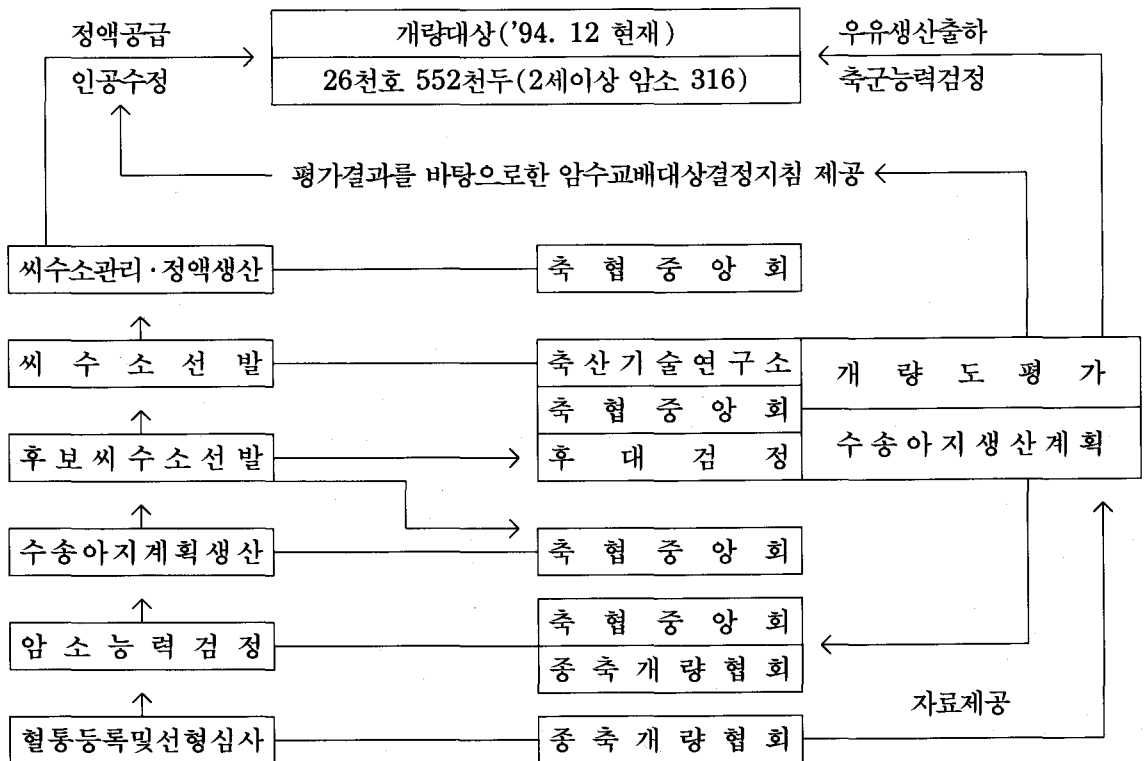 정액공급
인공수정
개량대상('94. 12 현재)
26천호 552천두(2세이상 암소 316)
우유생산출하
축군능력검정
평가결과를 바탕으로한 암수교배대상결정지침 제공
씨수소관리·정액생산
축 협 중 앙 회
씨 수 소 선 발
축산기술연구소
개 량 도 평 가
축 협 중 앙 회
후보씨수소선발
후 대 검 정
수송아지생산계획
수송아지계획생산
축 협 중 앙 회
암 소 능 력 검 정
축 협 중 앙 회
종 축 개 량 협 회
자료제공
혈통등록및선형심사
종 축 개 량 협 회